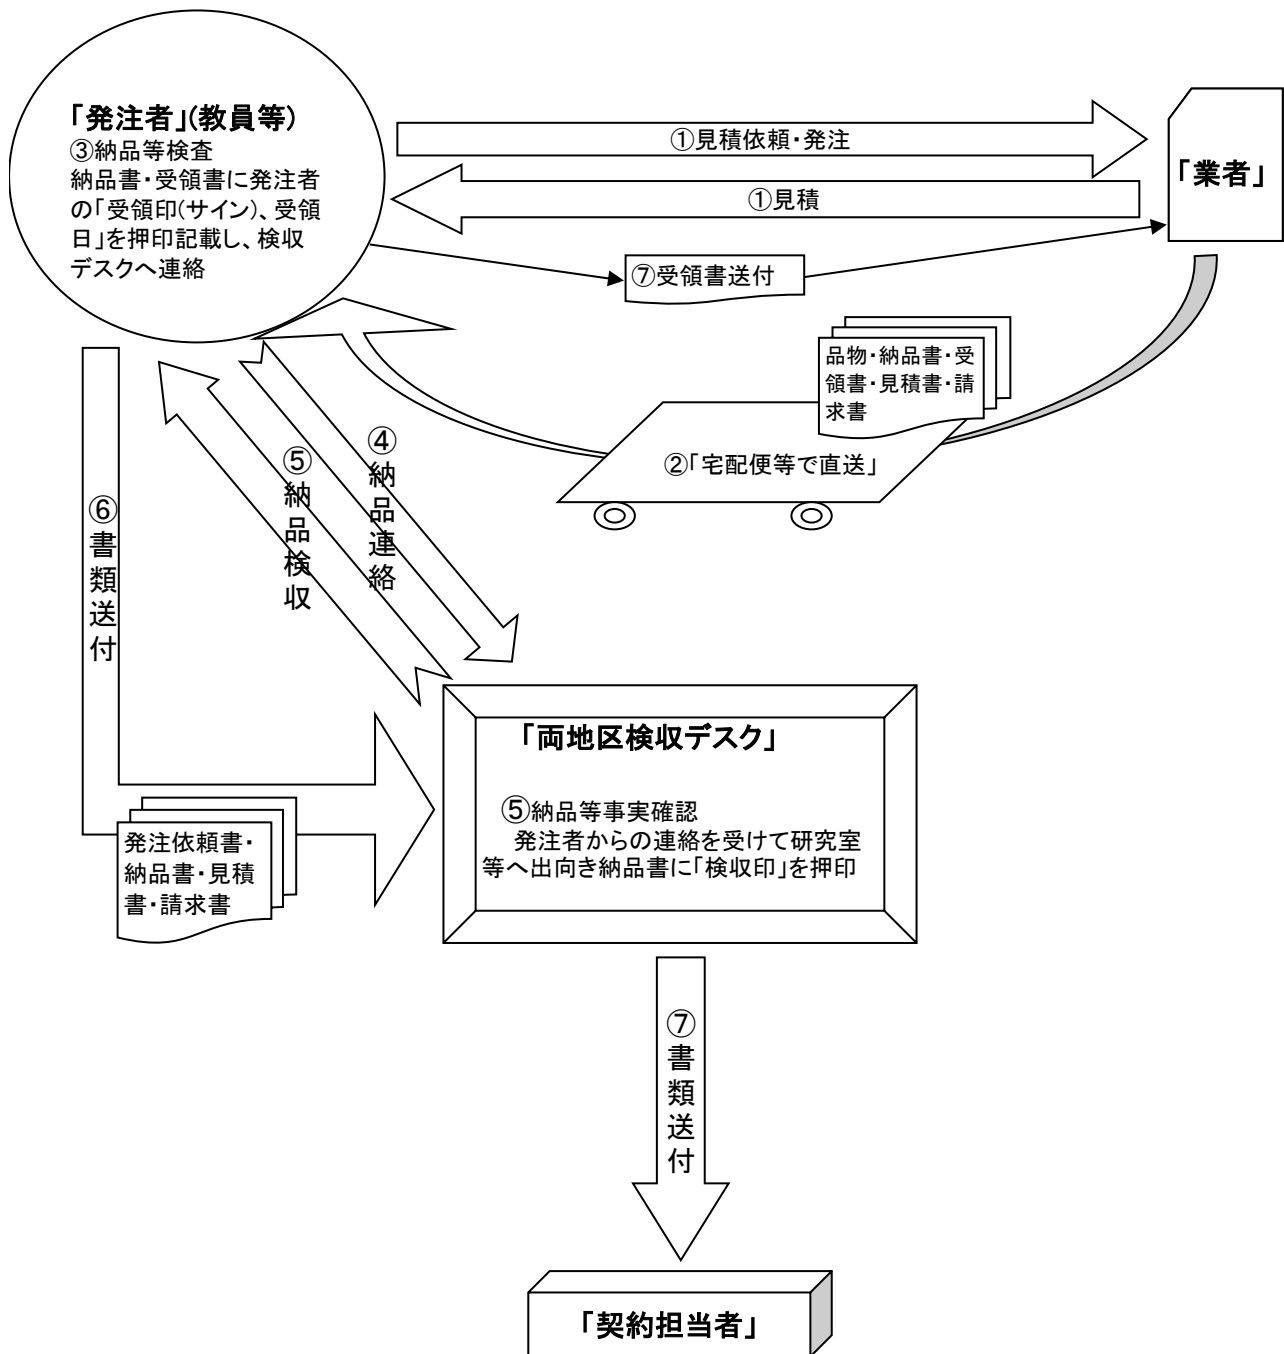 「発注者」(教員等)
③納品等検査
納品書・受領書に発注者
の「受領印(サイン)、受領
日」を押印記載し、検収
デスクへ連絡
①見積依頼・発注
①見積
「業者」
⑦受領書送付
品物・納品書・受
領書・見積書・請
求書
②「宅配便等で直送」
④納品連絡
⑤納品検収
⑥書類送付
発注依頼書・
納品書・見積
書・請求書
「両地区検収デスク」
⑤納品等事実確認
発注者からの連絡を受けて研究室
等へ出向き納品書に「検収印」を押印
⑦書類送付
「契約担当者」